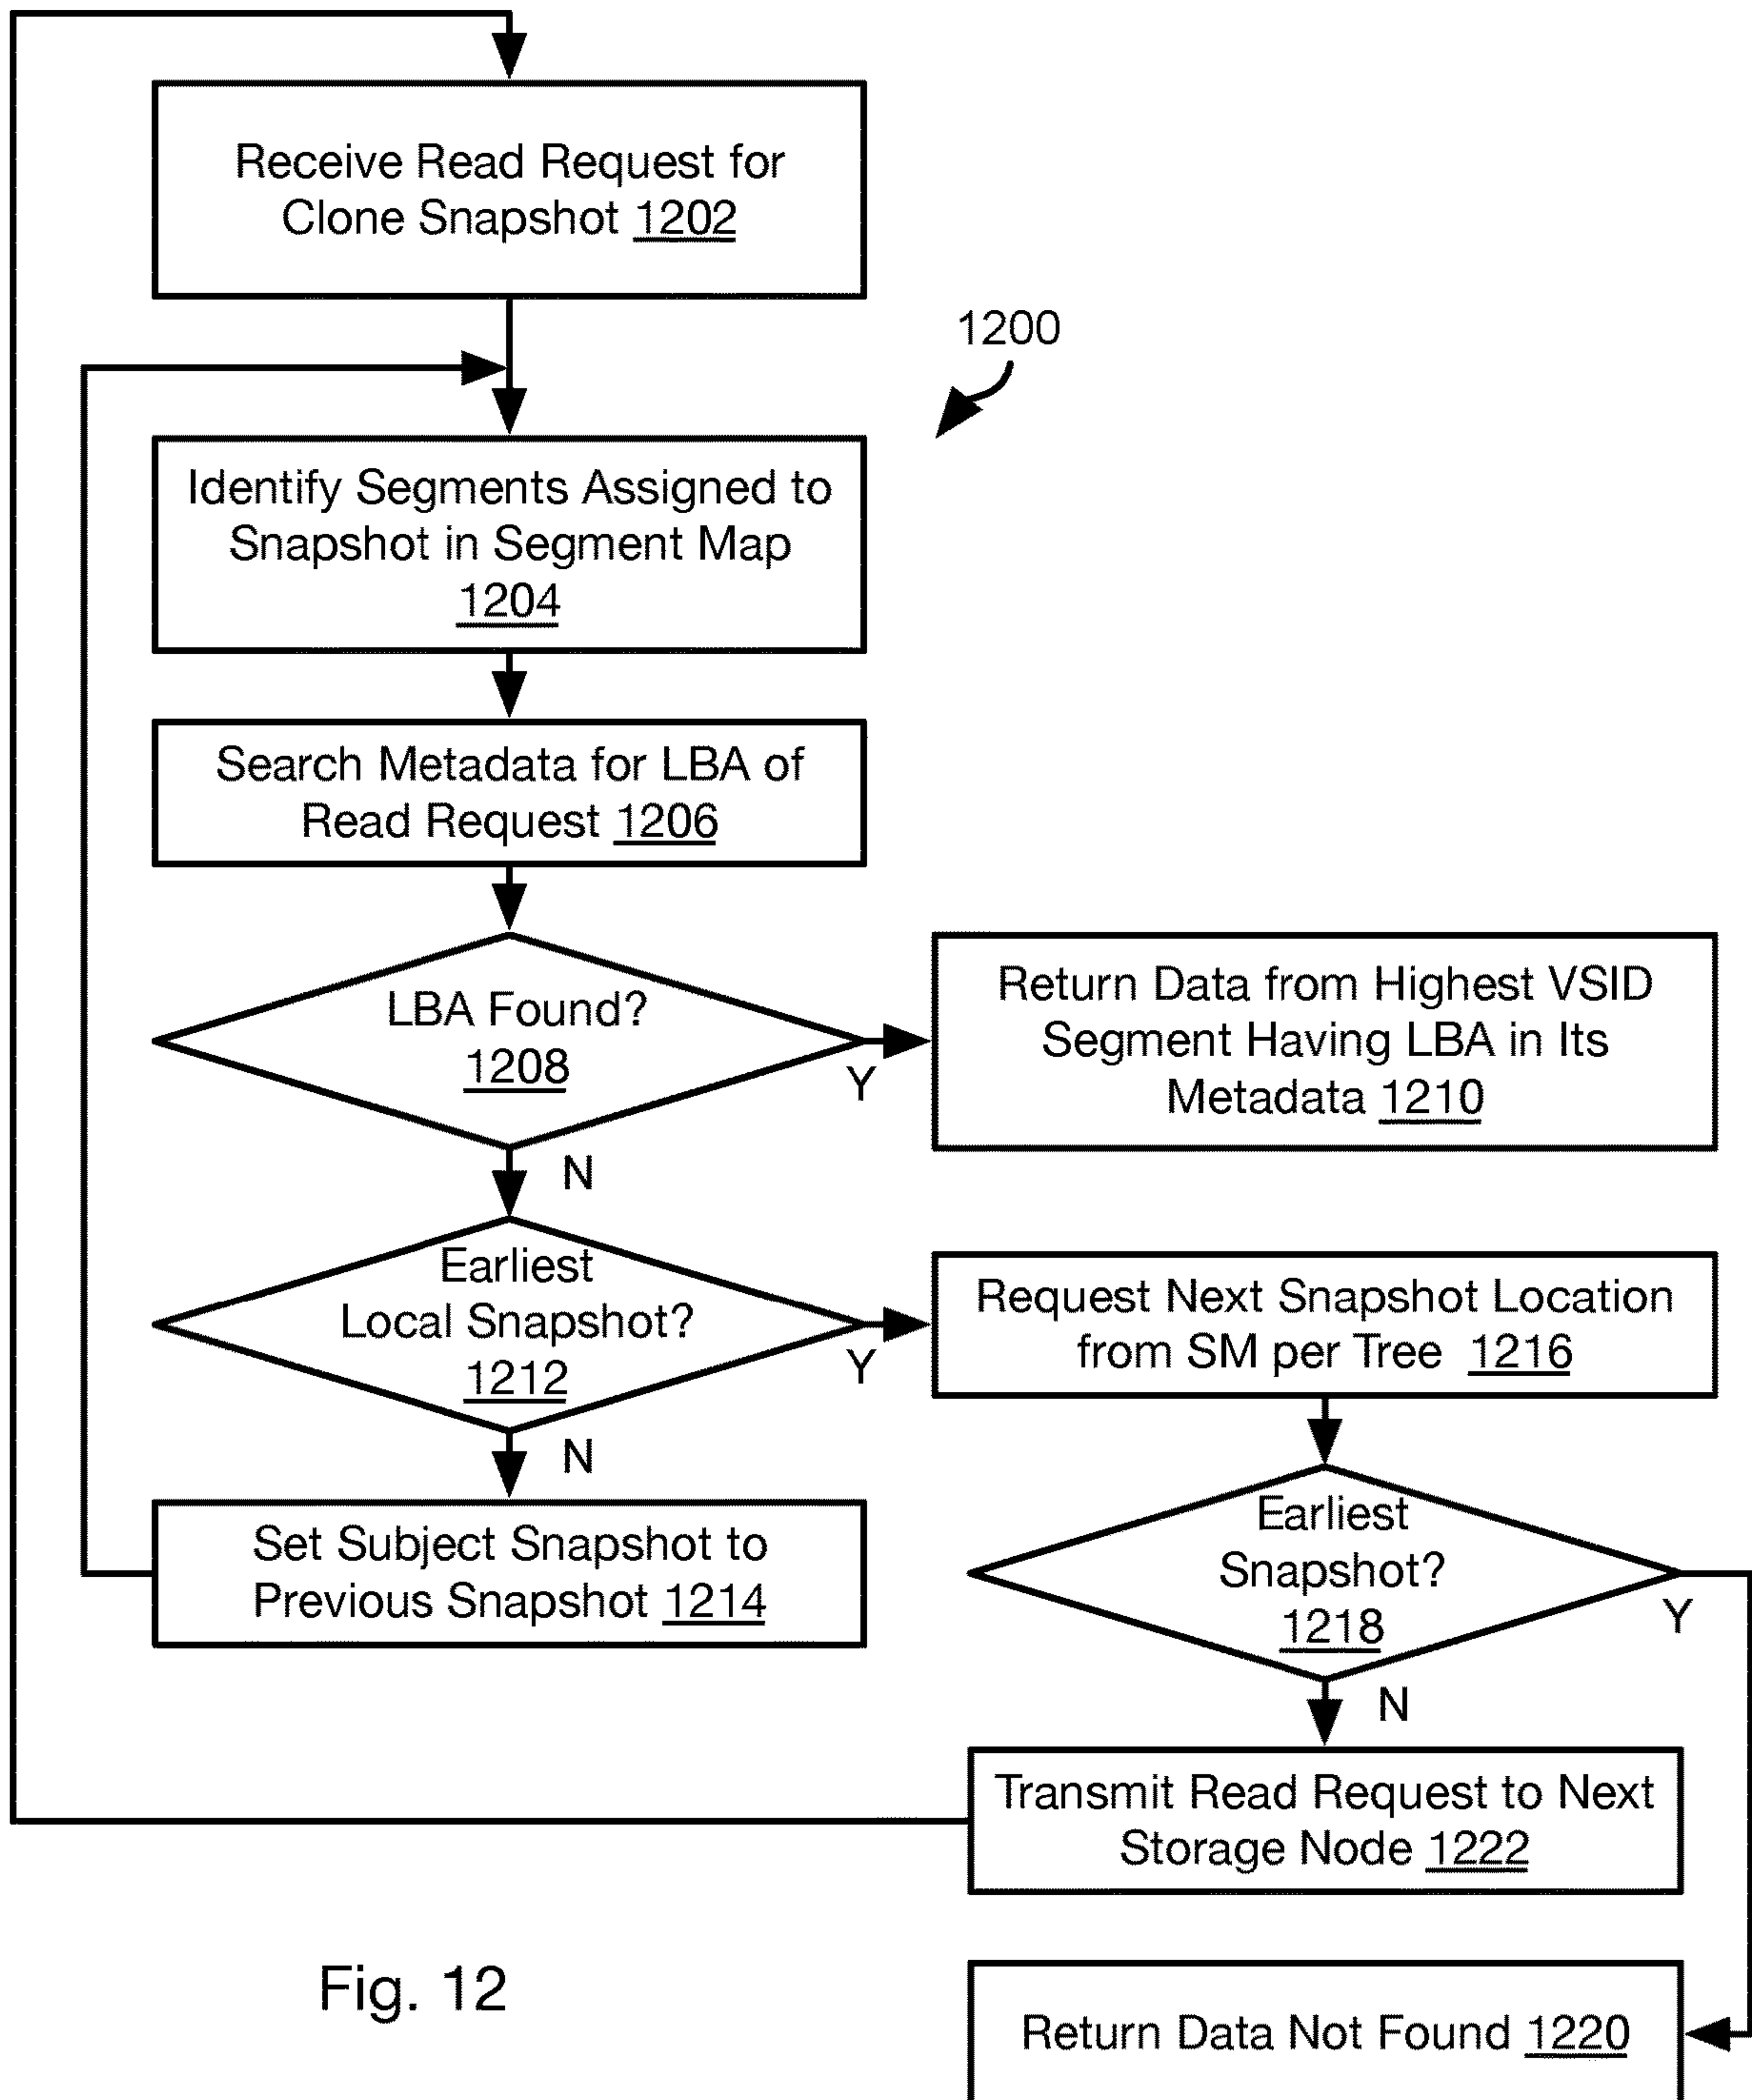 Receive Read Request for
Clone Snapshot 1202
1200
Identify Segments Assigned to
Snapshot in Segment Map
1204
Search Metadata for LBA of
Read Request 1206
LBA Found?
1208
Y
N
Return Data from Highest VSID
Segment Having LBA in Its
Metadata 1210
Earliest
Local Snapshot?
1212
Y
N
Request Next Snapshot Location
from SM per Tree 1216
Set Subject Snapshot to
Previous Snapshot 1214
Earliest
Snapshot?
1218
Y
N
Transmit Read Request to Next
Storage Node 1222
Return Data Not Found 1220
Fig. 12